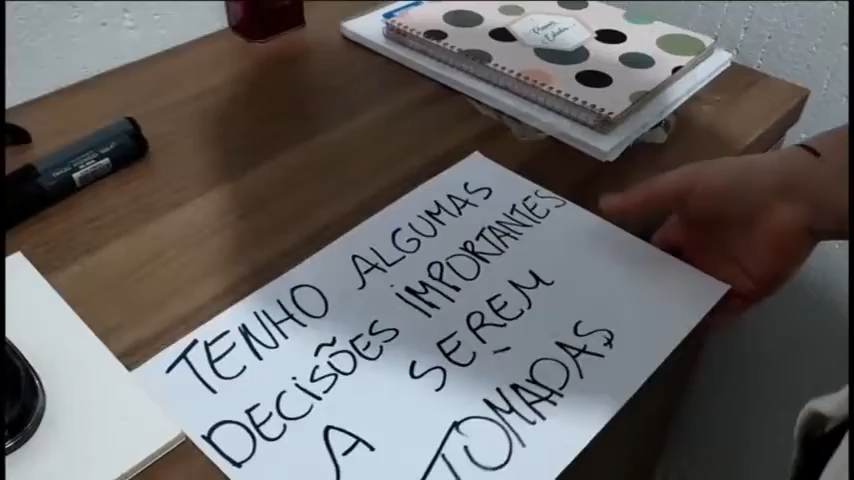 TENHO ALGUMAS
DECISÕES IMPORTANTES
A SEREM
TOMADAS